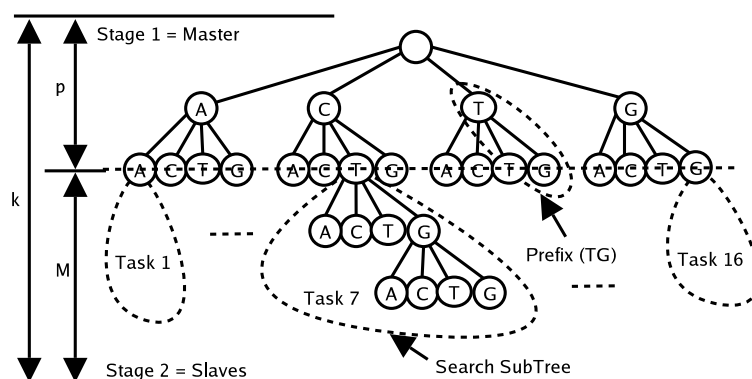 Stage 1 = Master
p
A C T G
A C T G A C T G A C T G A C T G
k
A C T G
Prefix (TG)
Task 1 Task 16
M
Task 7 A C T G
Stage 2 = Slaves
Search SubTree